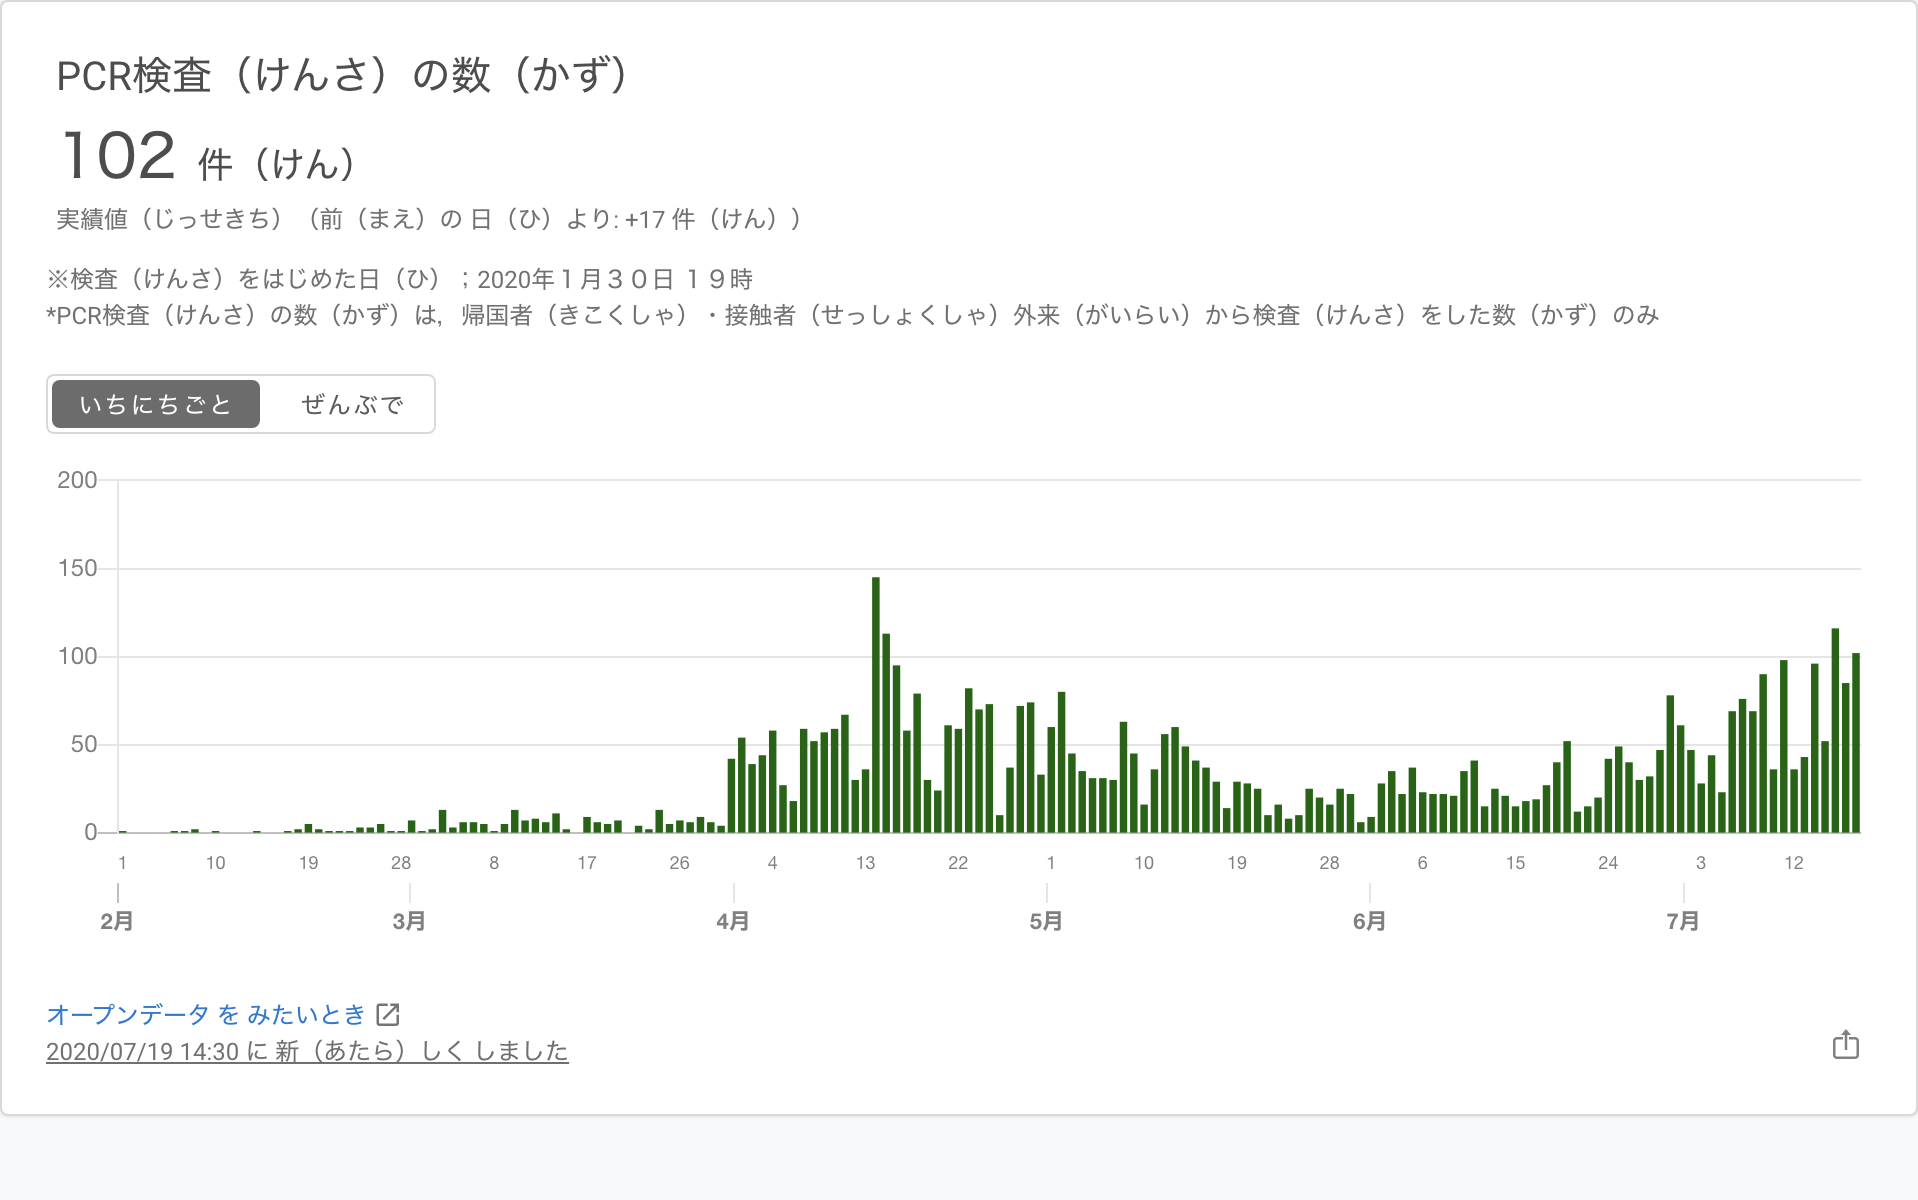 PCR検査（けんさ）の数（かず）
102 件（けん）
実績値（じっせきち）（前（まえ）の 日（ひ）より: +17 件（けん））
※検査（けんさ）をはじめた日（ひ）；2020年１月３０日 １９時
*PCR検査（けんさ）の数（かず）は，帰国者（きこくしゃ）・接触者（せっしょくしゃ）外来（がいらい）から検査（けんさ）をした数（かず）のみ
いちにちごと ぜんぶで
200
150
100
50
0
1 10 19 28 8 17 26 4 13 22 1 10 19 28 6 15 24 3 12
2月 3月 4月 5月 6月 7月
オープンデータ を みたいとき
2020/07/19 14:30 に 新（あたら）しく しました